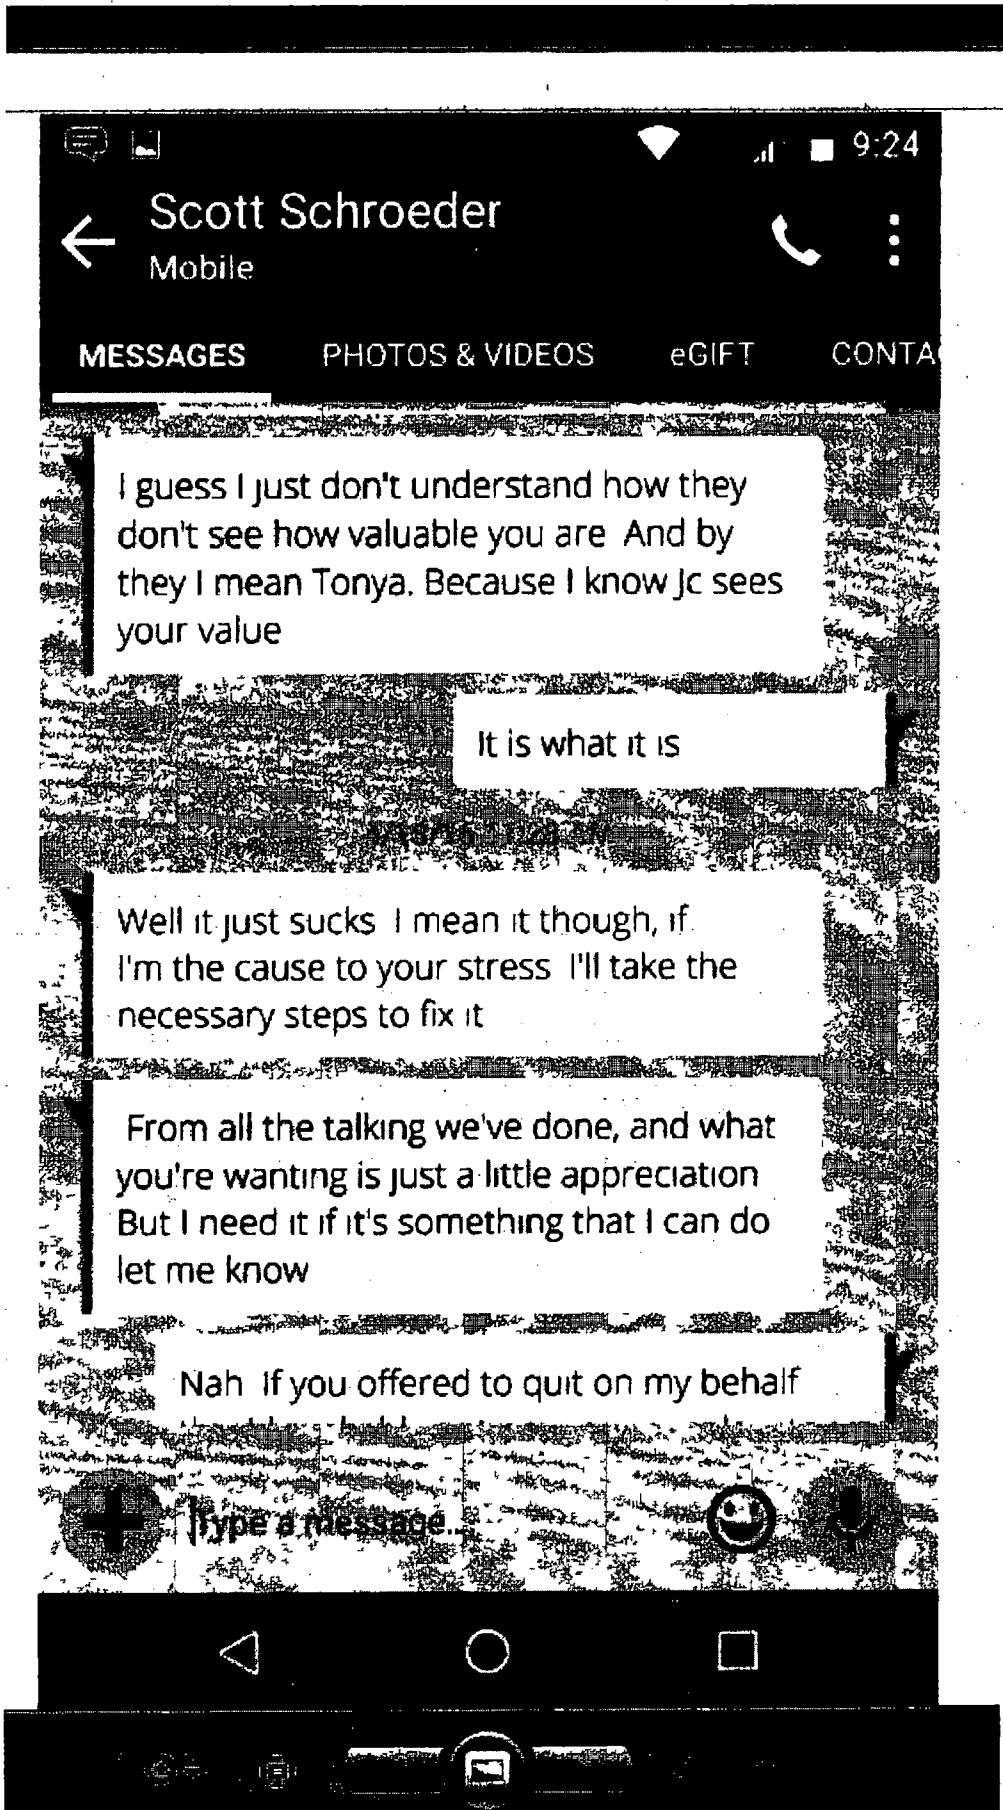 9:24
Scott Schroeder
Mobile
MESSAGES PHOTOS & VIDEOS eGIFT CONTA
I guess I just don't understand how they
don't see how valuable you are And by
they I mean Tonya. Because I know Jc sees
your value
It is what it is
Well it just sucks I mean it though, if
I'm the cause to your stress I'll take the
necessary steps to fix it
From all the talking we've done, and what
you're wanting is just a little appreciation
But I need it if it's something that I can do
let me know
Nah If you offered to quit on my behalf
Type a message...